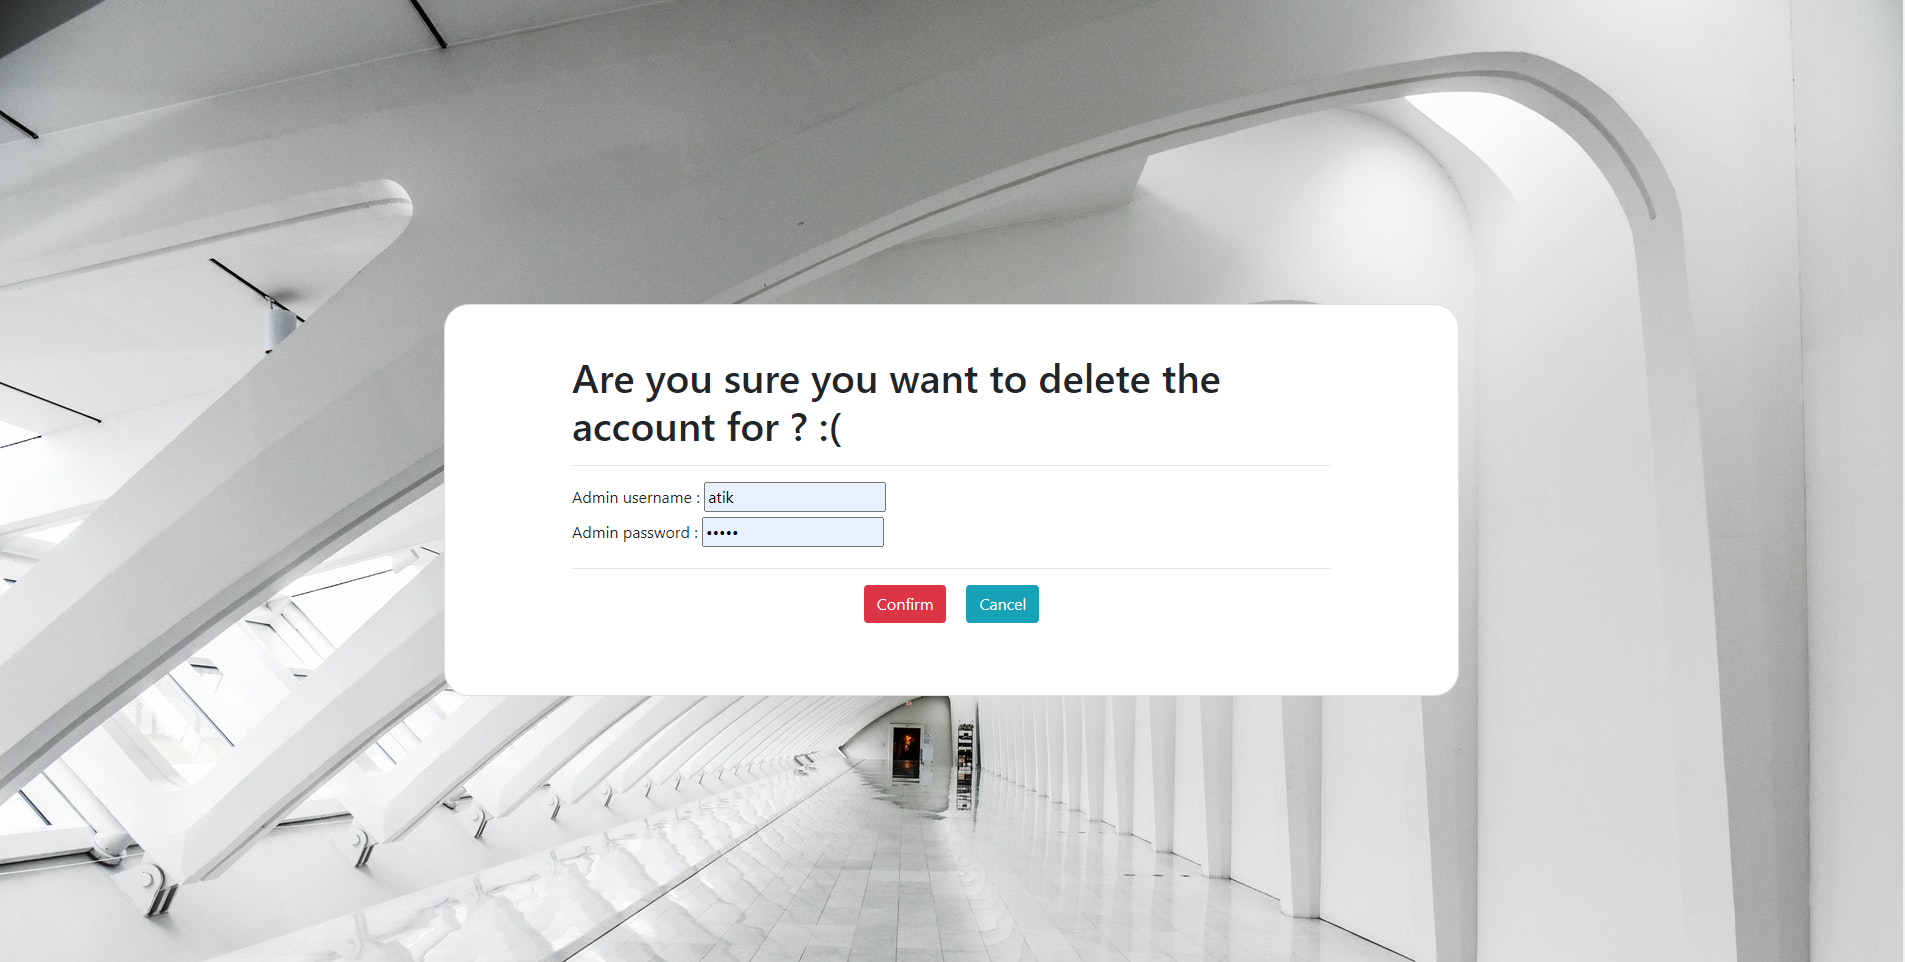 Are you sure you want to delete the
account for ? :(
Admin username : atik
Admin password : •••••
Confirm Cancel